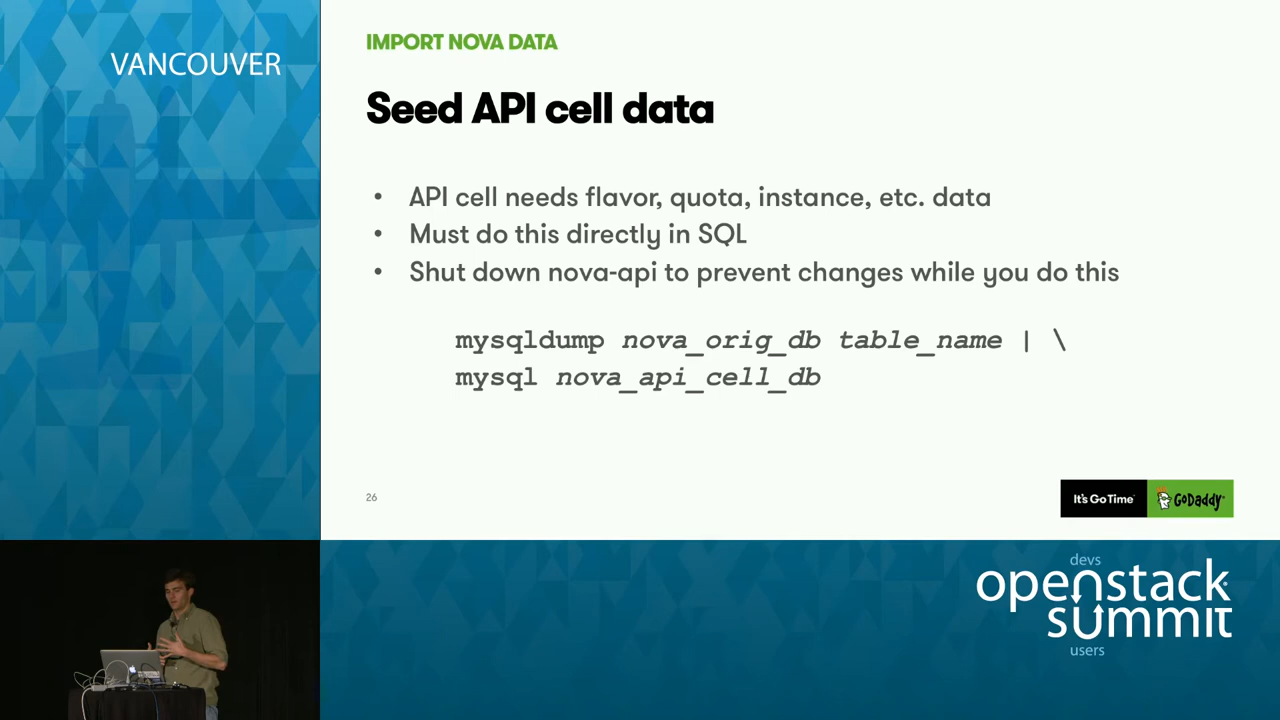 VANCOUVER
IMPORT NOVA DATA
Seed API cell data
• API cell needs flavor, quota, instance, etc. data
• Must do this directly in SQL
• Shut down nova-api to prevent changes while you do this
mysqldump nova_orig_db table_name | \
mysql nova_api_cell_db
26
It's Go Time
GoDaddy
devs
openstack
summit
users